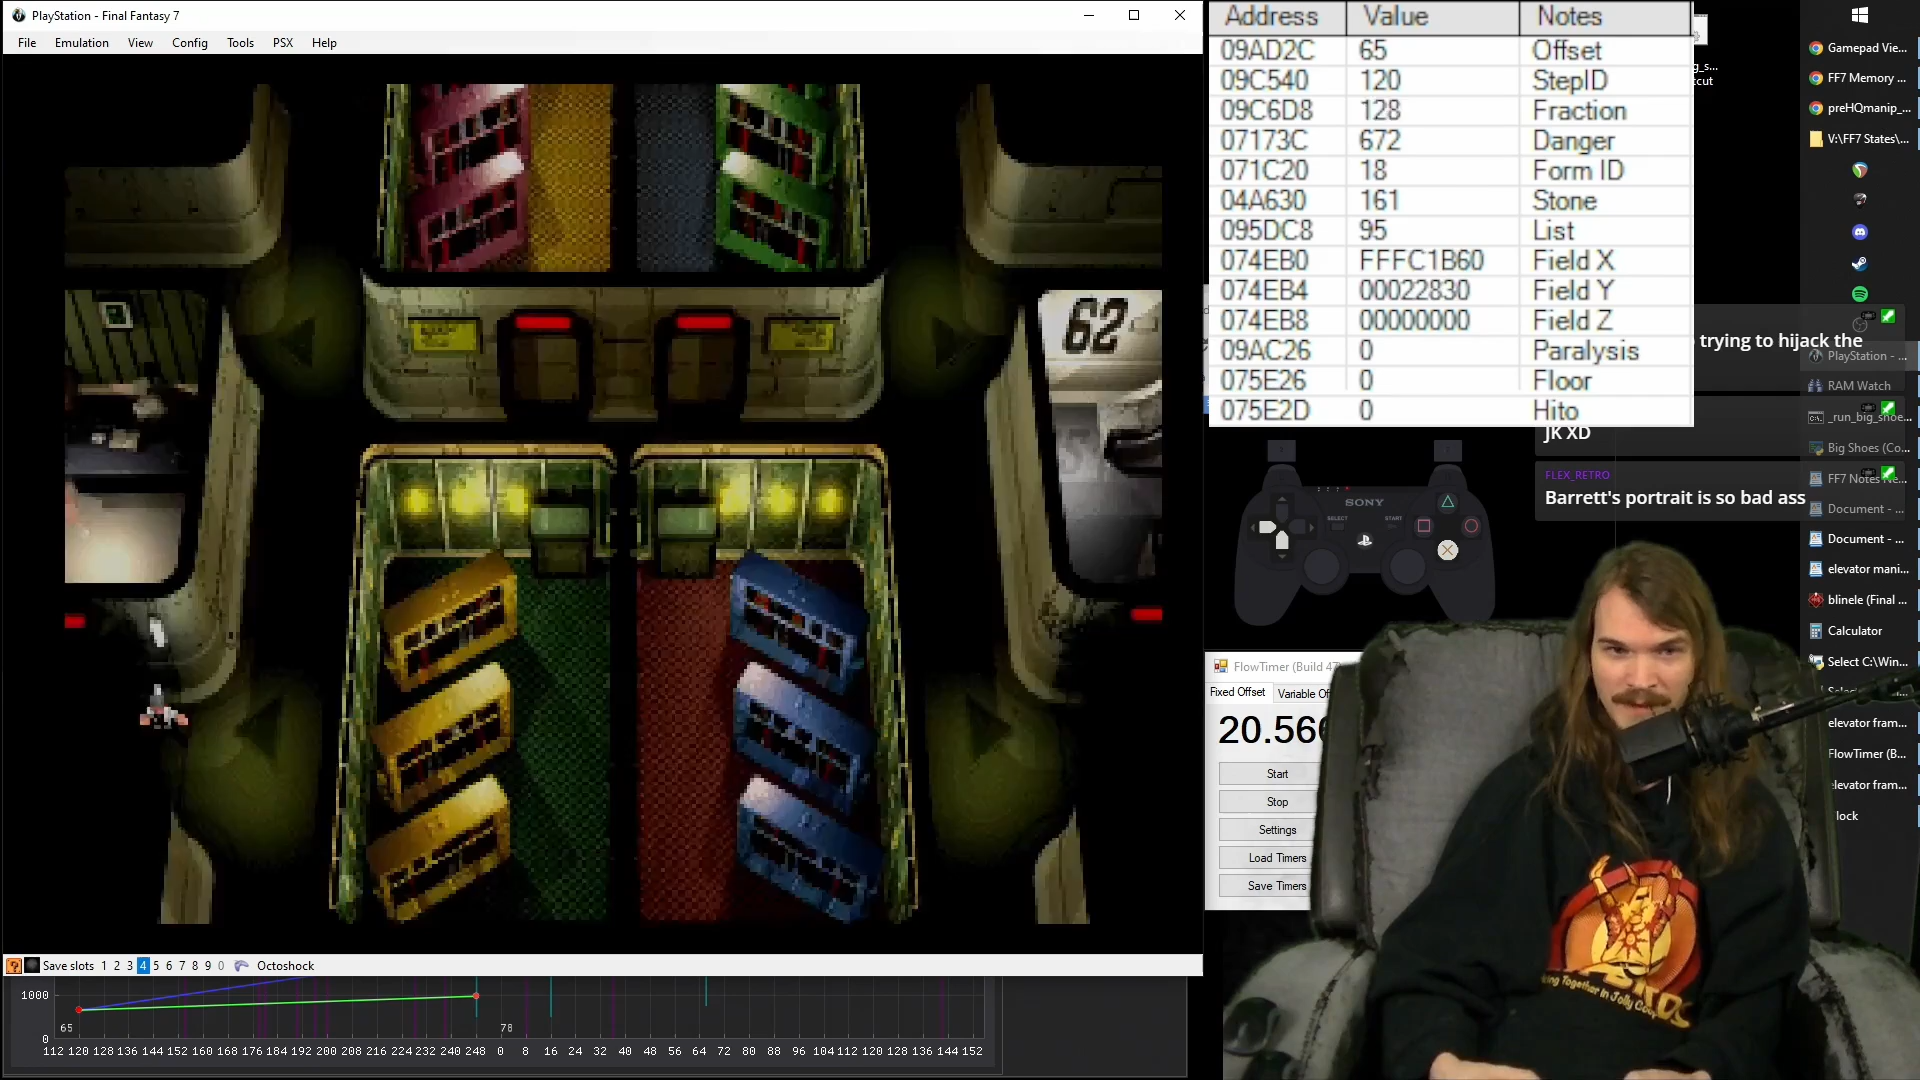 PlayStation - Final Fantasy 7
File Emulation View Config Tools PSX Help
62
Save slots 1 2 3 4 5 6 7 8 9 0 Octoshock
1000
65
78
0
112 120 128 136 144 152 160 168 176 184 192 200 208 216 224 232 240 248 0 8 16 24 32 40 48 56 64 72 80 88 96 104 112 120 128 136 144 152
Address Value Notes
09AD2C 65 Offset
09C540 120 StepID
09C6D8 128 Fraction
07173C 672 Danger
071C20 18 Form ID
04A630 161 Stone
095DC8 95 List
074EB0 FFFC1B60 Field X
074EB4 00022830 Field Y
074EB8 00000000 Field Z
09AC26 0 Paralysis
075E26 0 Floor
075E2D 0 Hito
trying to hijack the
JK XD
FLEX_RETRO
Barrett's portrait is so bad ass
SONY
SELECT START
FlowTimer (Build 47)
Fixed Offset Variable Of
20.566
Start
Stop
Settings
Load Timers
Save Timers
Gamepad Vie...
FF7 Memory ...
preHQmanip_...
V:\FF7 States\...
PlayStation - ...
RAM Watch
_run_big_shoe...
Big Shoes (Co...
FF7 Notes Ne...
Document - ...
Document - ...
elevator mani...
blinele (Final ...
Calculator
Select C:\Win...
elevator fram...
FlowTimer (B...
elevator fram...
lock